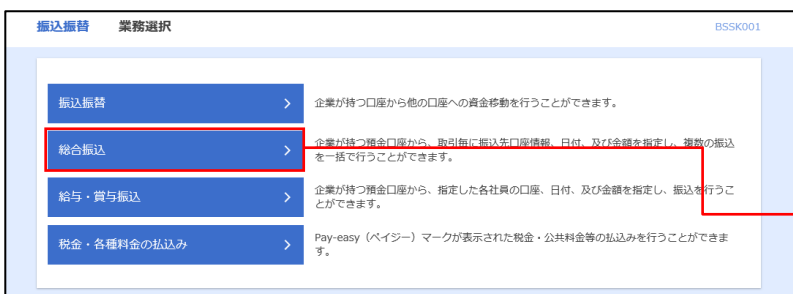 振込振替 業務選択 BSSK001
振込振替 企業が持つ口座から他の口座への資金移動を行うことができます。
総合振込 企業が持つ預金口座から、取引毎に振込先口座情報、日付、及び金額を指定し、複数の振込
を一括で行うことができます。
給与・賞与振込 企業が持つ預金口座から、指定した各社員の口座、日付、及び金額を指定し、振込を行うこ
とができます。
税金・各種料金の払込み Pay-easy（ペイジー）マークが表示された税金・公共料金等の払込みを行うことができま
す。